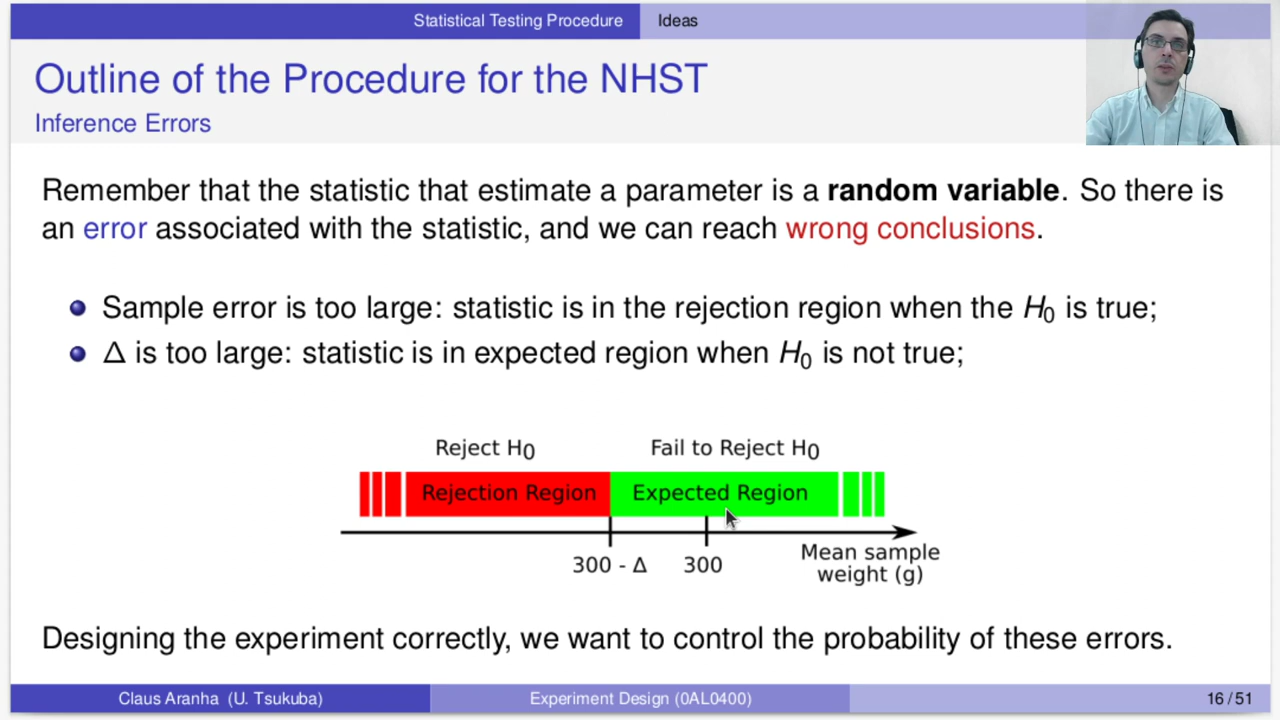 Statistical Testing Procedure Ideas
Outline of the Procedure for the NHST
Inference Errors
Remember that the statistic that estimate a parameter is a random variable. So there is
an error associated with the statistic, and we can reach wrong conclusions.
Sample error is too large: statistic is in the rejection region when the H0 is true;
Δ is too large: statistic is in expected region when H0 is not true;
Reject H0 Fail to Reject H0
Rejection Region Expected Region
300 - Δ 300
Mean sample
weight (g)
Designing the experiment correctly, we want to control the probability of these errors.
Claus Aranha (U. Tsukuba) Experiment Design (0AL0400) 16 / 51